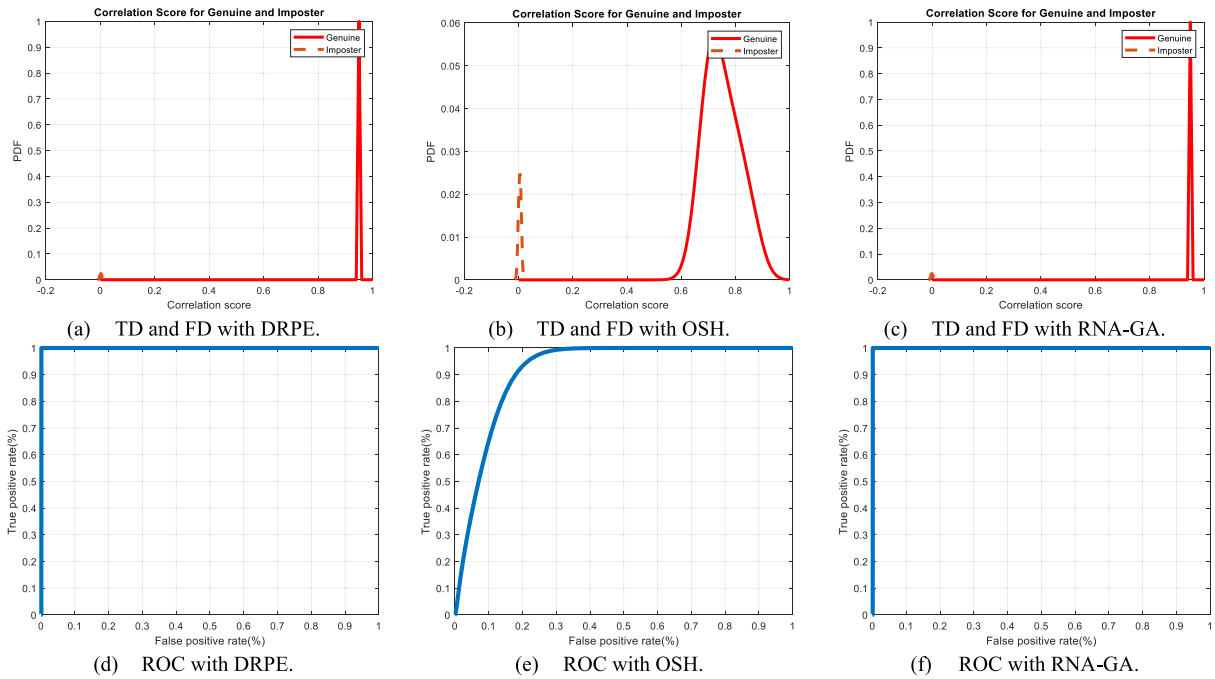 Correlation Score for Genuine and Imposter
1
0.9
0.8
0.7
0.6
0.5
0.4
0.3
0.2
0.1
0
PDF
Genuine
Imposter
-0.2 0 0.2 0.4 0.6 0.8 1
Correlation score
(a) TD and FD with DRPE.
Correlation Score for Genuine and Imposter
0.06
0.05
0.04
0.03
0.02
0.01
0
PDF
Genuine
Imposter
-0.2 0 0.2 0.4 0.6 0.8 1
Correlation score
(b) TD and FD with OSH.
Correlation Score for Genuine and Imposter
1
0.9
0.8
0.7
0.6
0.5
0.4
0.3
0.2
0.1
0
PDF
Genuine
Imposter
-0.2 0 0.2 0.4 0.6 0.8 1
Correlation score
(c) TD and FD with RNA-GA.
1
0.9
0.8
0.7
0.6
0.5
0.4
0.3
0.2
0.1
0
True positive rate(%)
0 0.1 0.2 0.3 0.4 0.5 0.6 0.7 0.8 0.9 1
False positive rate(%)
(d) ROC with DRPE.
1
0.9
0.8
0.7
0.6
0.5
0.4
0.3
0.2
0.1
0
True positive rate(%)
0 0.1 0.2 0.3 0.4 0.5 0.6 0.7 0.8 0.9 1
False positive rate(%)
(e) ROC with OSH.
1
0.9
0.8
0.7
0.6
0.5
0.4
0.3
0.2
0.1
0
True positive rate(%)
0 0.1 0.2 0.3 0.4 0.5 0.6 0.7 0.8 0.9 1
False positive rate(%)
(f) ROC with RNA-GA.